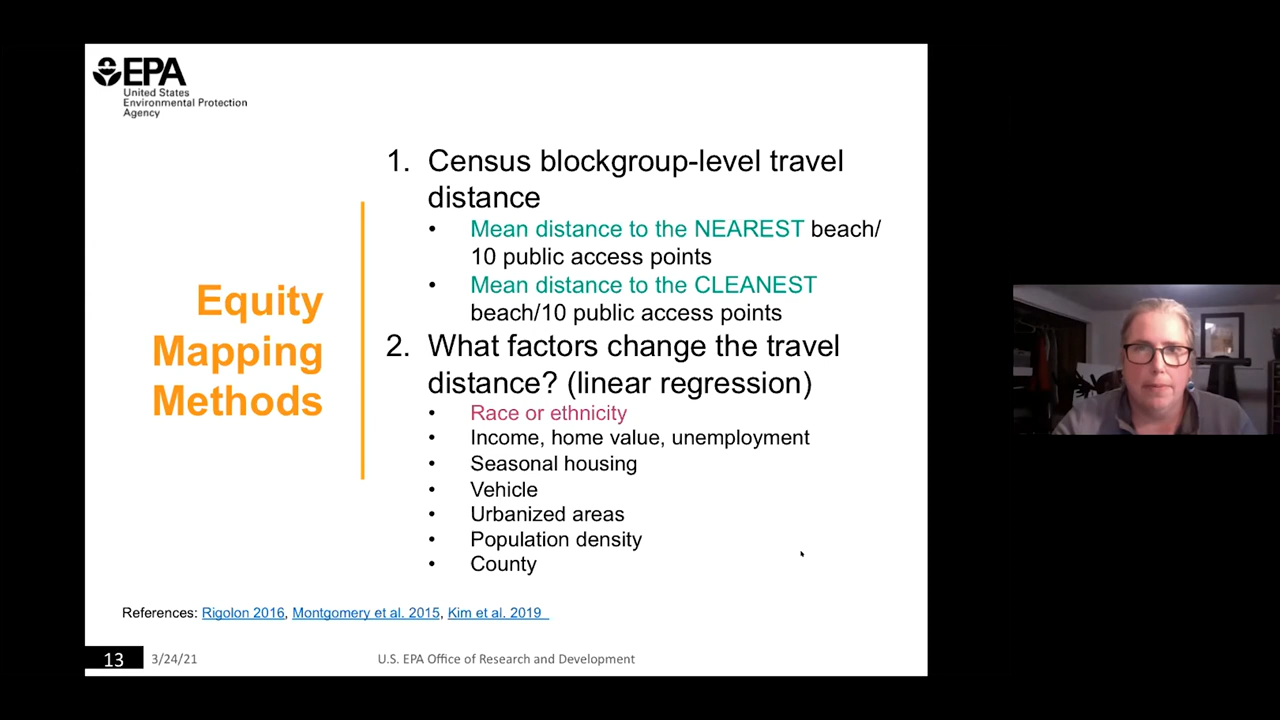 EPA
United States
Environmental Protection
Agency
Equity
Mapping
Methods
1. Census blockgroup-level travel
distance
• Mean distance to the NEAREST beach/
10 public access points
• Mean distance to the CLEANEST
beach/10 public access points
2. What factors change the travel
distance? (linear regression)
• Race or ethnicity
• Income, home value, unemployment
• Seasonal housing
• Vehicle
• Urbanized areas
• Population density
• County
References: Rigolon 2016, Montgomery et al. 2015, Kim et al. 2019
13 3/24/21 U.S. EPA Office of Research and Development